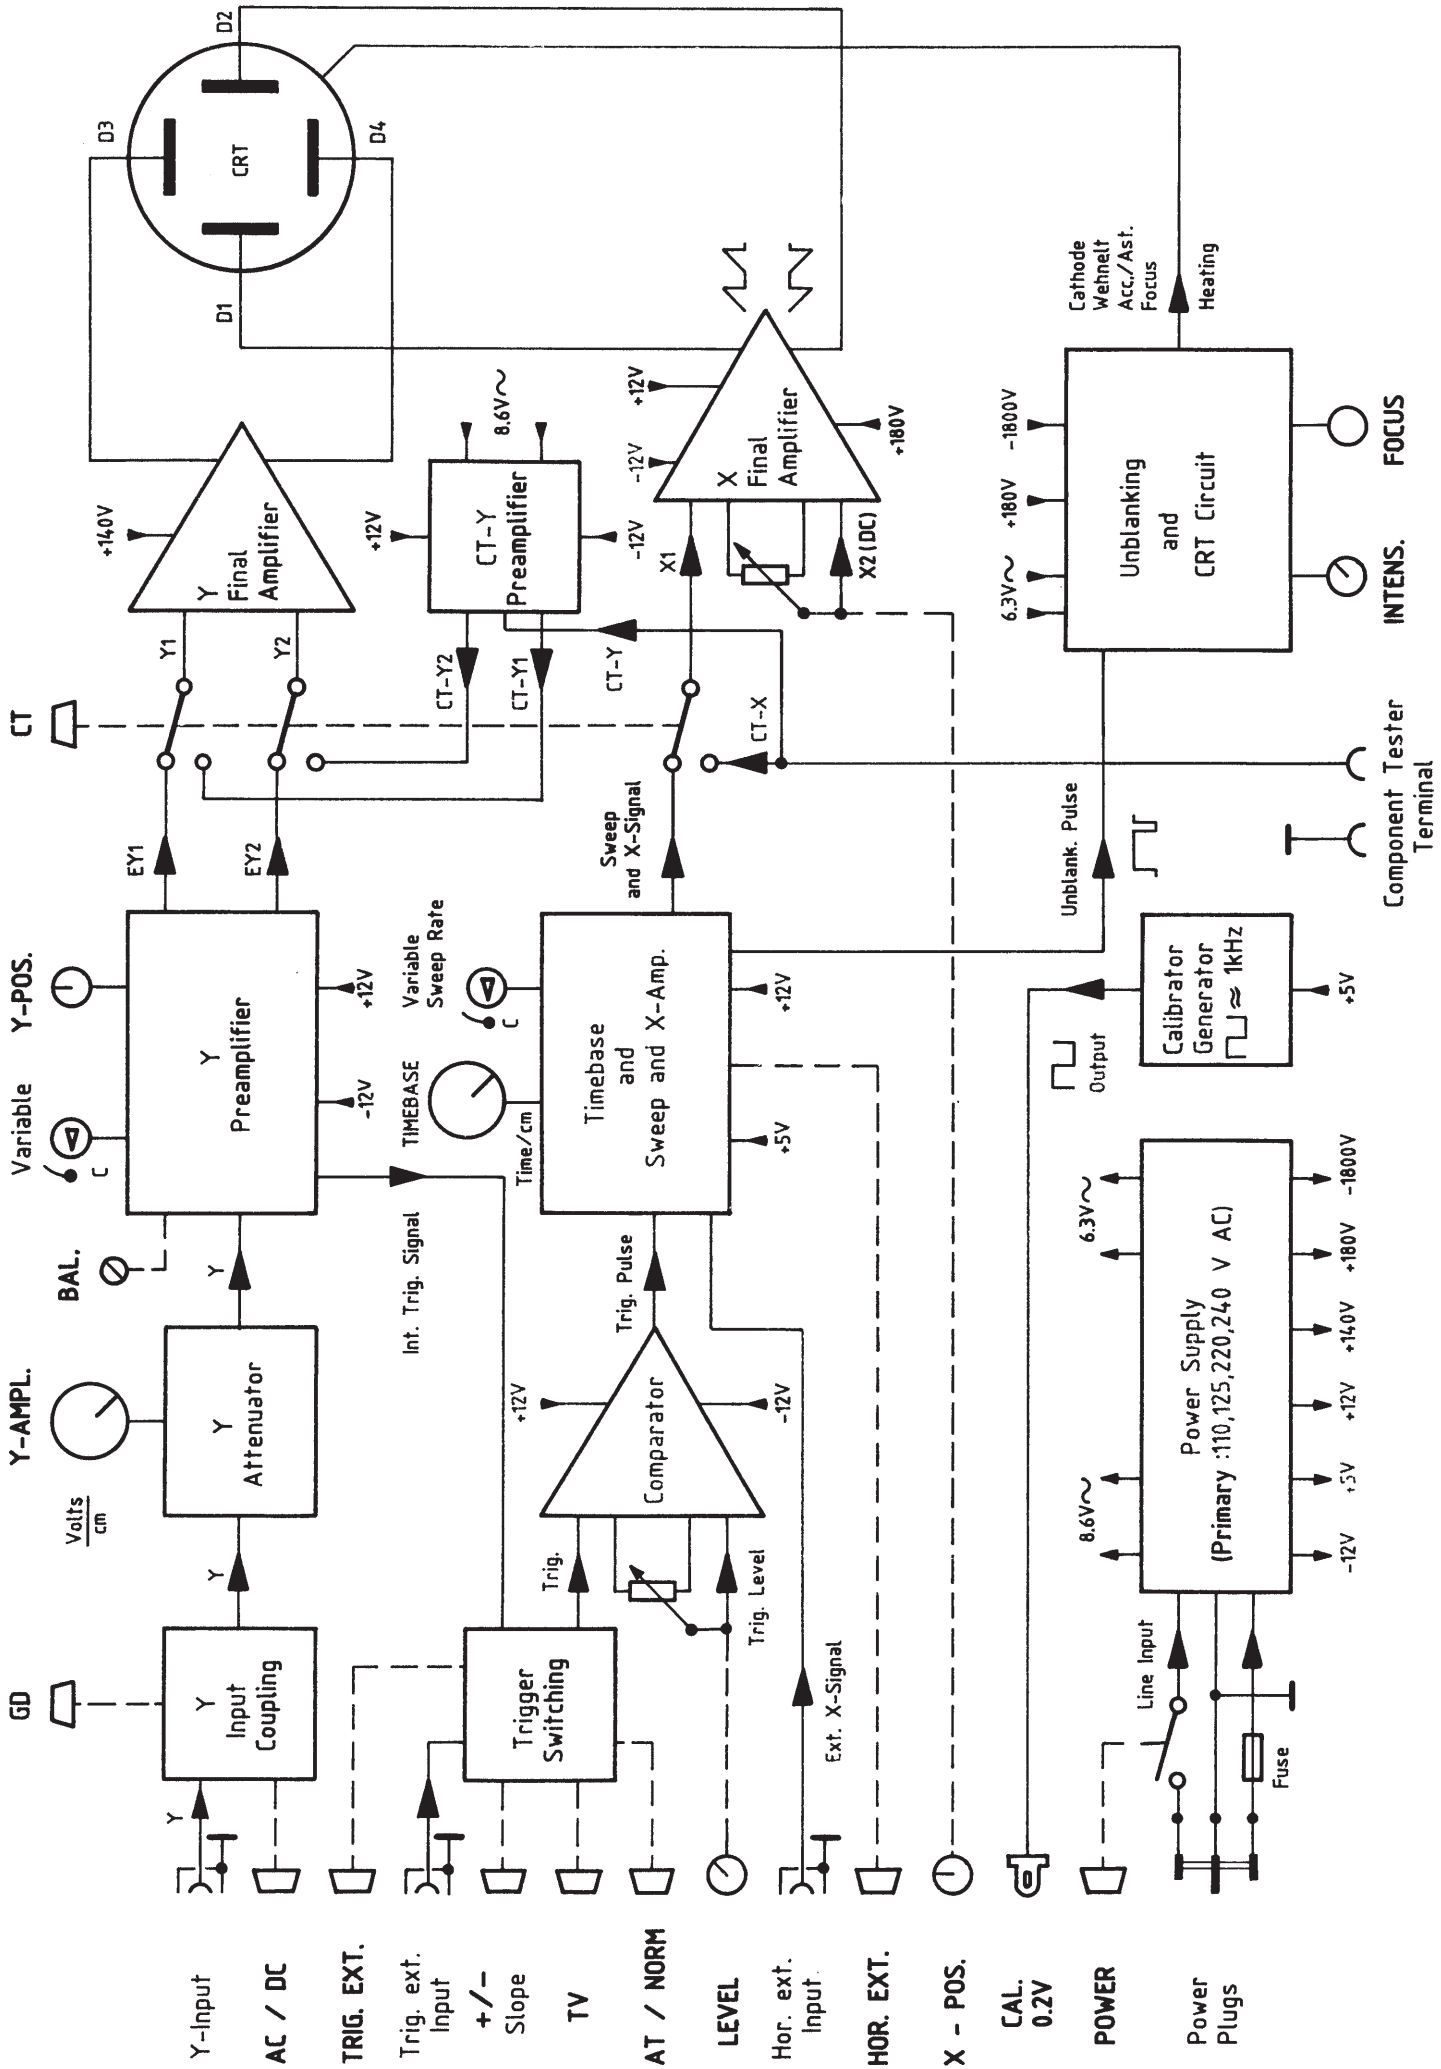 Y-Input
AC / DC
TRIG. EXT.
Trig. ext.
Input
+/-
Slope
TV
AT / NORM
LEVEL
Hor. ext.
Input
HOR. EXT.
X - POS.
CAL.
0.2V
POWER
Power
Plugs
GD
Y
Y
Input
Coupling
Y
Y-AMPL.
Volts
cm
Y
Attenuator
Y
BAL.
Variable
C
Y-POS.
Y
Preamplifier
-12V
+12V
EY1
EY2
CT
Y1
Y2
Y
Final
Amplifier
+140V
D3
D4
D1
D2
CRT
Int. Trig. Signal
Trigger
Switching
Trig.
Trig. Level
Comparator
+12V
-12V
Trig. Pulse
Ext. X-Signal
TIMEBASE
Time/cm
Variable
Sweep Rate
C
Timebase
and
Sweep and X-Amp.
+5V
+12V
Sweep
and X-Signal
CT-Y2
CT-Y1
CT-Y
CT-X
CT-Y
Preamplifier
+12V
-12V
8.6V~
X1
X2(DC)
X
Final
Amplifier
-12V
+12V
+180V
Unblank. Pulse
Unblanking
and
CRT Circuit
6.3V~
+180V
-1800V
INTENS.
FOCUS
Cathode
Wehnelt
Acc./Ast.
Focus
Heating
Line Input
Fuse
Power Supply
(Primary :110,125,220,240 V AC)
8.6V~
6.3V~
-12V
+5V
+12V
+140V
+180V
-1800V
Output
Calibrator
Generator
≈ 1kHz
+5V
Component Tester
Terminal